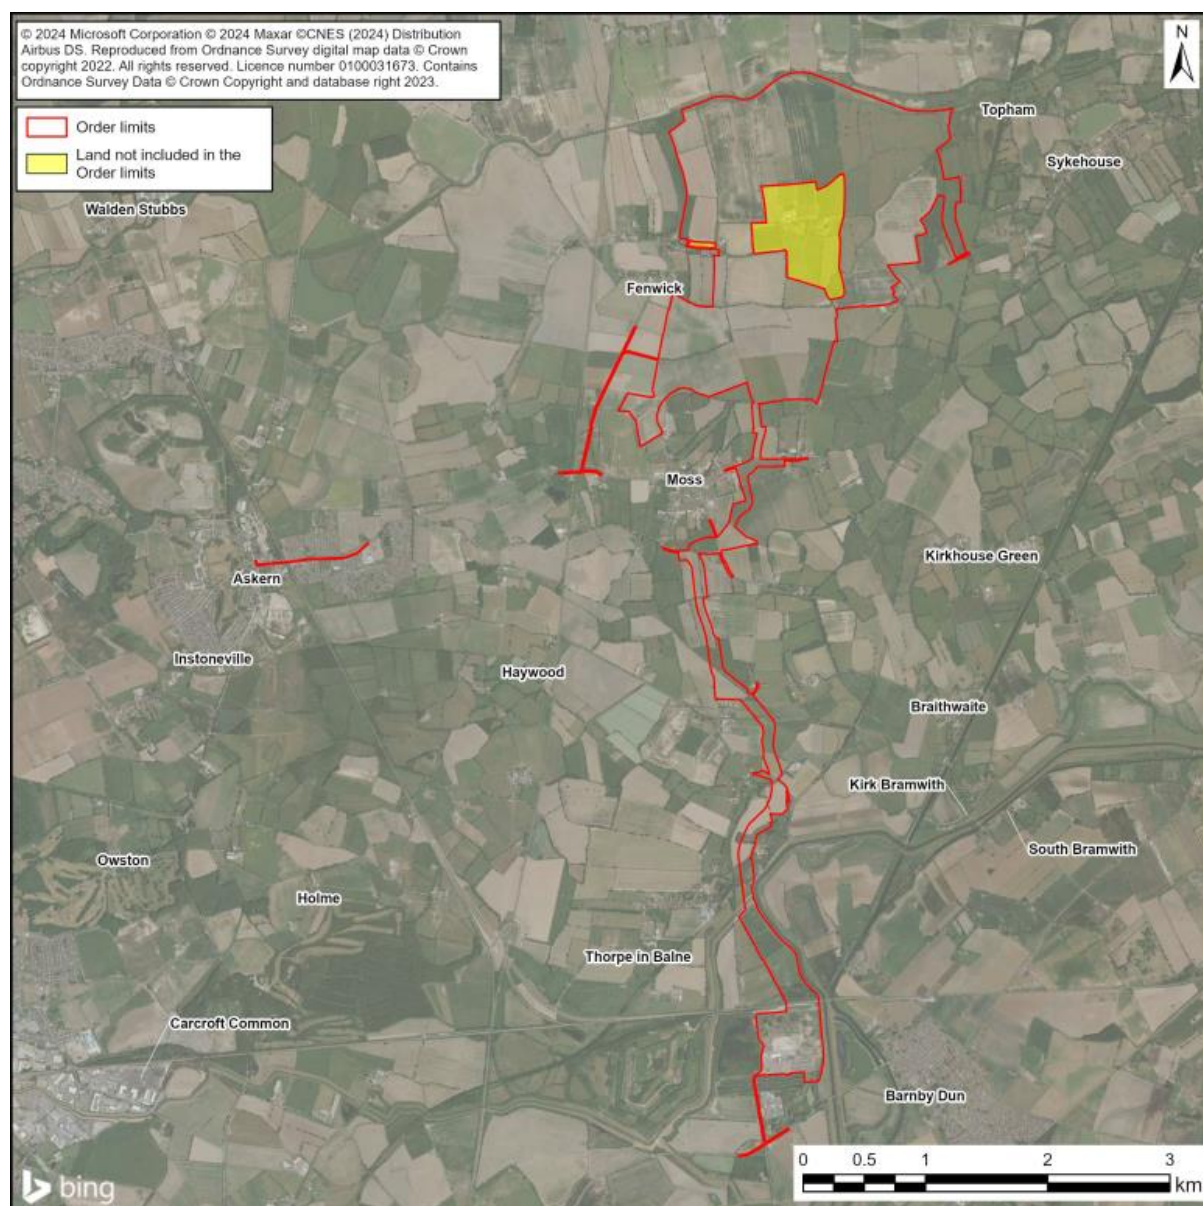 © 2024 Microsoft Corporation © 2024 Maxar ©CNES (2024) Distribution
Airbus DS. Reproduced from Ordnance Survey digital map data © Crown
copyright 2022. All rights reserved. Licence number 0100031673. Contains
Ordnance Survey Data © Crown Copyright and database right 2023.
N
Order limits
Land not included in the
Order limits
Topham
Sykehouse
Walden Stubbs
Fenwick
Moss
Kirkhouse Green
Askern
Instoneville
Haywood
Braithwaite
Kirk Bramwith
South Bramwith
Owston
Holme
Thorpe in Balne
Carcroft Common
Barnby Dun
0 0.5 1 2 3
km
bing